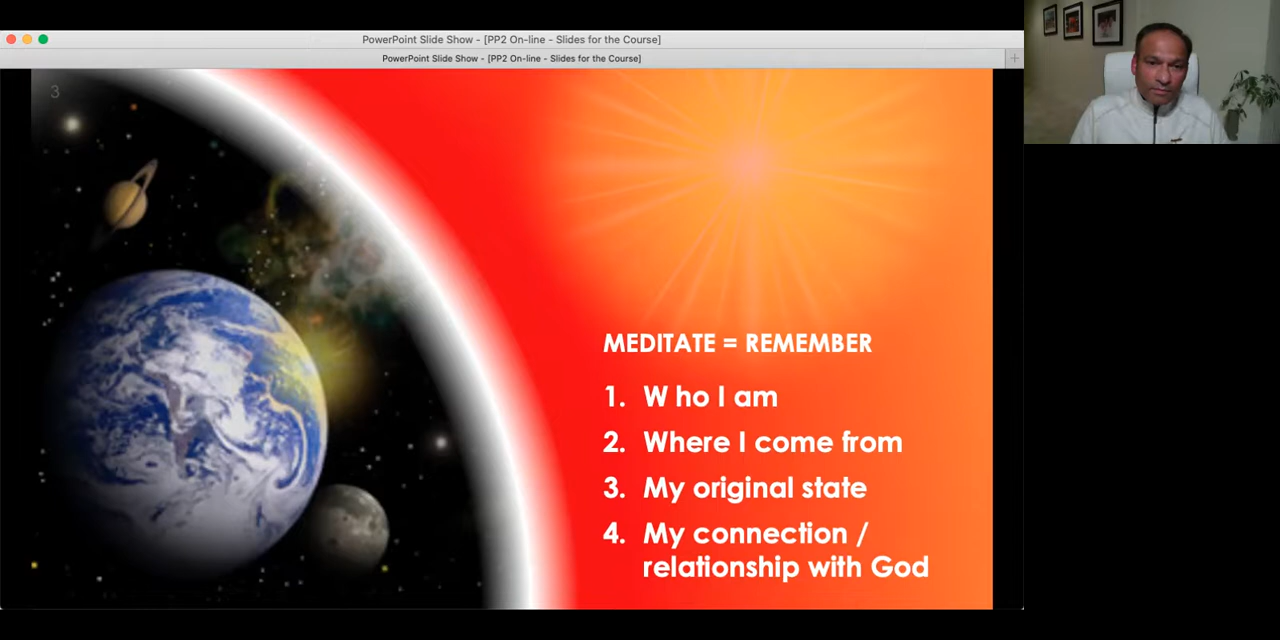 PowerPoint Slide Show - [PP2 On-line - Slides for the Course]
PowerPoint Slide Show - [PP2 On-line - Slides for the Course]
3
MEDITATE = REMEMBER
1. W ho I am
2. Where I come from
3. My original state
4. My connection /
relationship with God